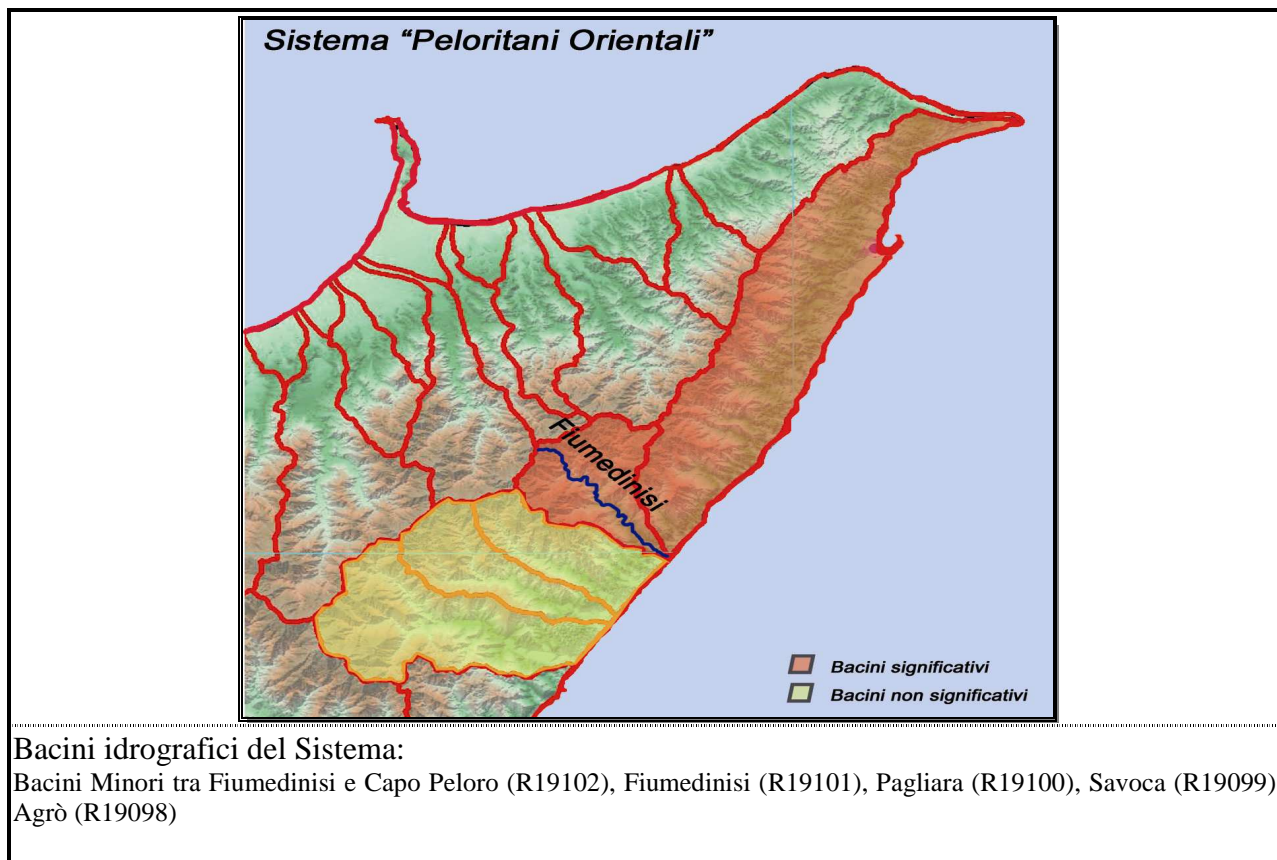 Sistema “Peloritani Orientali”
Fiumedinisi
Bacini significativi
Bacini non significativi
Bacini idrografici del Sistema:
Bacini Minori tra Fiumedinisi e Capo Peloro (R19102), Fiumedinisi (R19101), Pagliara (R19100), Savoca (R19099)
Agrò (R19098)